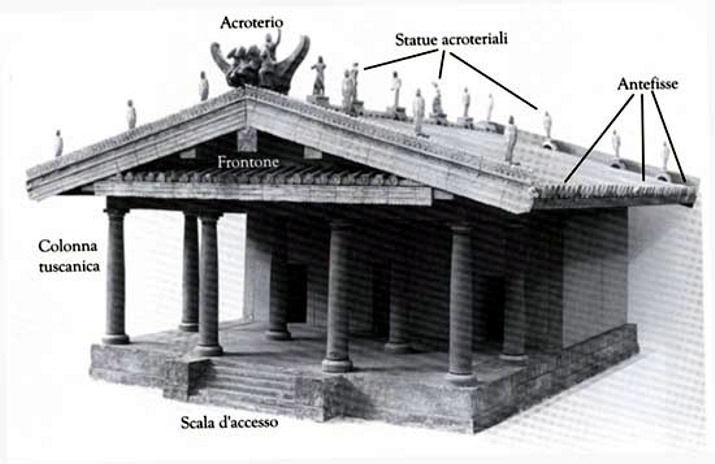 Acroterio
Statue acroteriali
Antefisse
Frontone
Colonna
tuscanica
Scala d'accesso